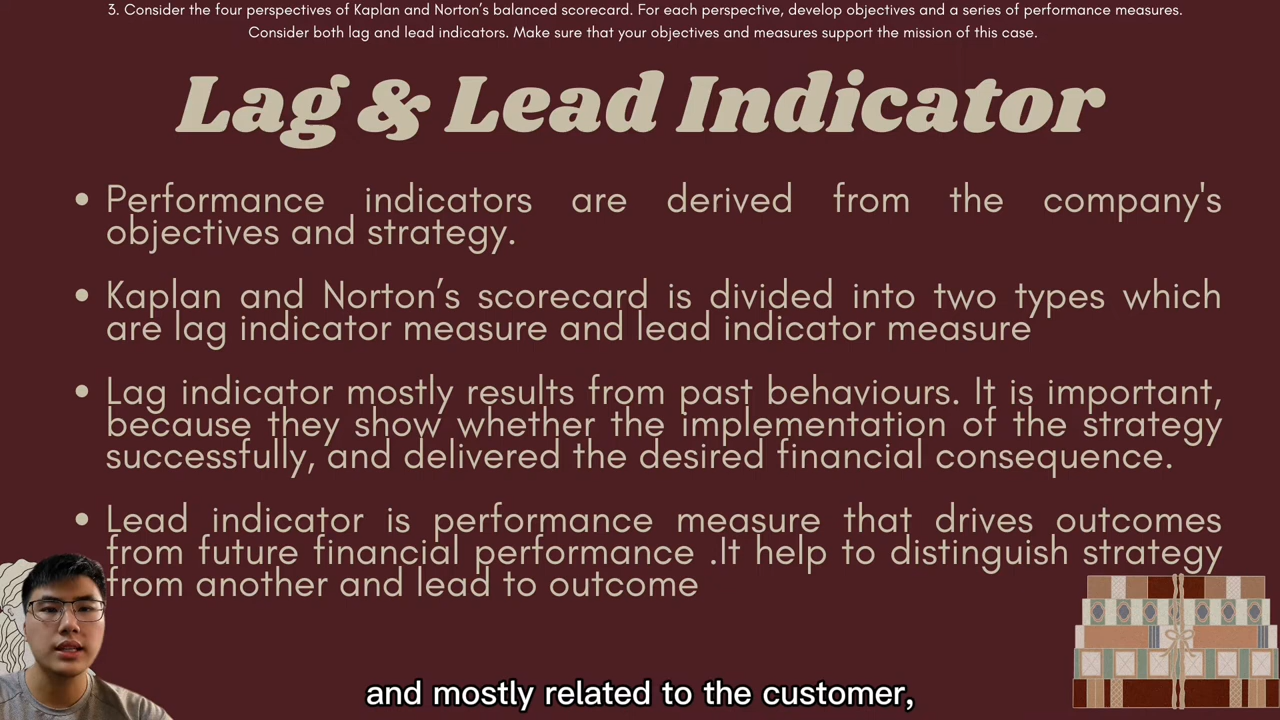 3. Consider the four perspectives of Kaplan and Norton’s balanced scorecard. For each perspective, develop objectives and a series of performance measures.
Consider both lag and lead indicators. Make sure that your objectives and measures support the mission of this case.
Lag & Lead Indicator
• Performance indicators are derived from the company's
objectives and strategy.
• Kaplan and Norton’s scorecard is divided into two types which
are lag indicator measure and lead indicator measure
• Lag indicator mostly results from past behaviours. It is important,
because they show whether the implementation of the strategy
successfully, and delivered the desired financial consequence.
• Lead indicator is performance measure that drives outcomes
from future financial performance .It help to distinguish strategy
from another and lead to outcome
and mostly related to the customer,